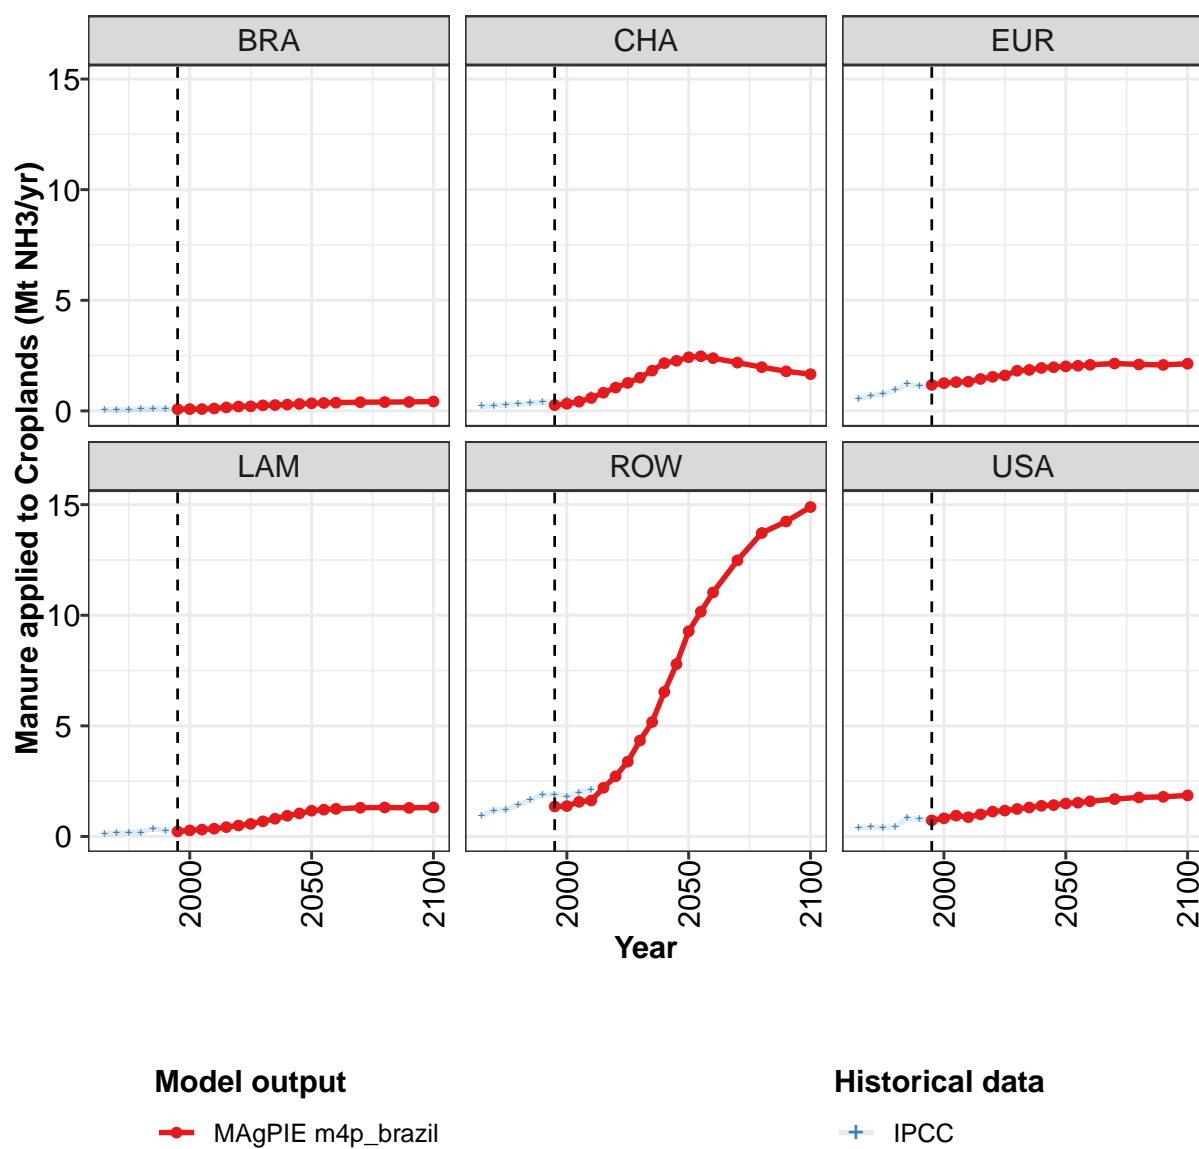 BRA
CHA
EUR
15
10
5
0
LAM
ROW
USA
15
10
5
0
2000
2050
2100
2000
2050
2100
2000
2050
2100
Manure applied to Croplands (Mt NH3/yr)
Year
Model output
MAgPIE m4p_brazil
Historical data
IPCC